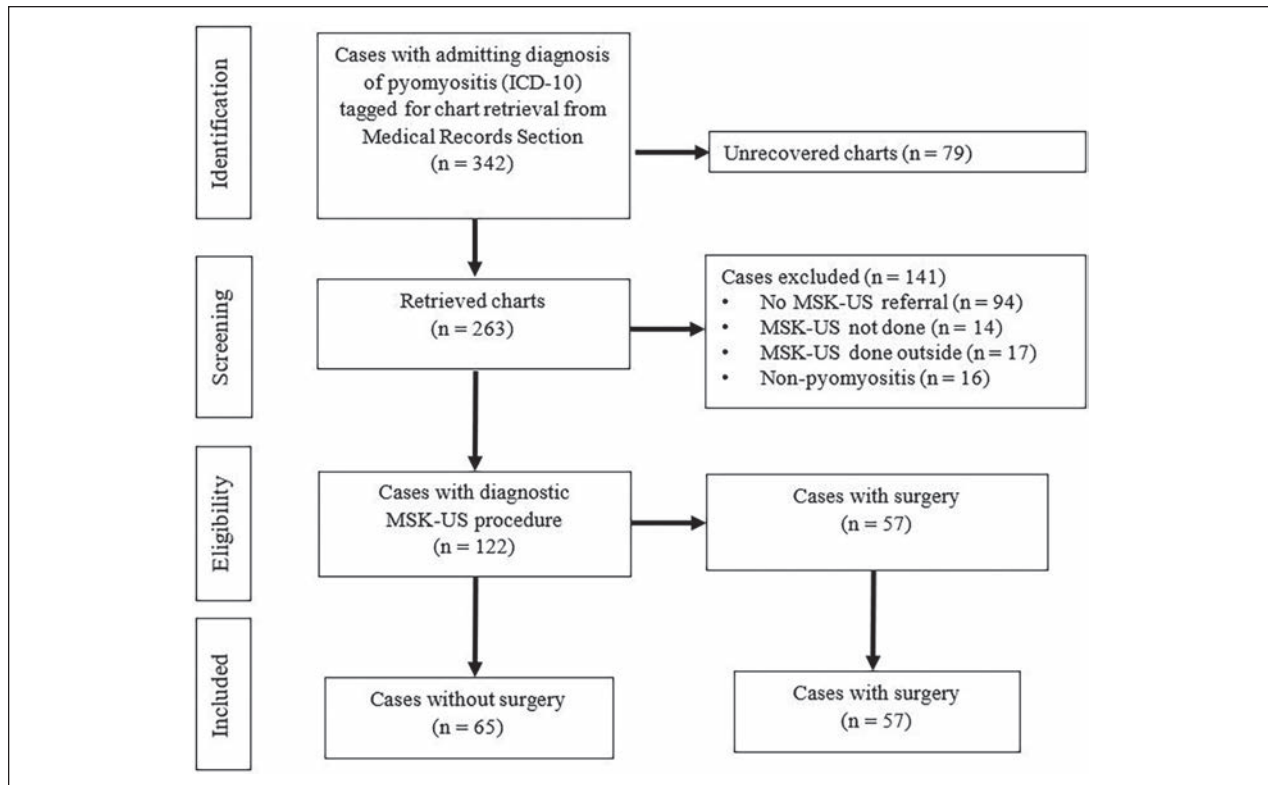 Identification
Cases with admitting diagnosis
of pyomyositis (ICD-10)
tagged for chart retrieval from
Medical Records Section
(n = 342)
Unrecovered charts (n = 79)
Screening
Retrieved charts
(n = 263)
Cases excluded (n = 141)
• No MSK-US referral (n = 94)
• MSK-US not done (n = 14)
• MSK-US done outside (n = 17)
• Non-pyomyositis (n = 16)
Eligibility
Cases with diagnostic
MSK-US procedure
(n = 122)
Cases with surgery
(n = 57)
Included
Cases without surgery
(n = 65)
Cases with surgery
(n = 57)